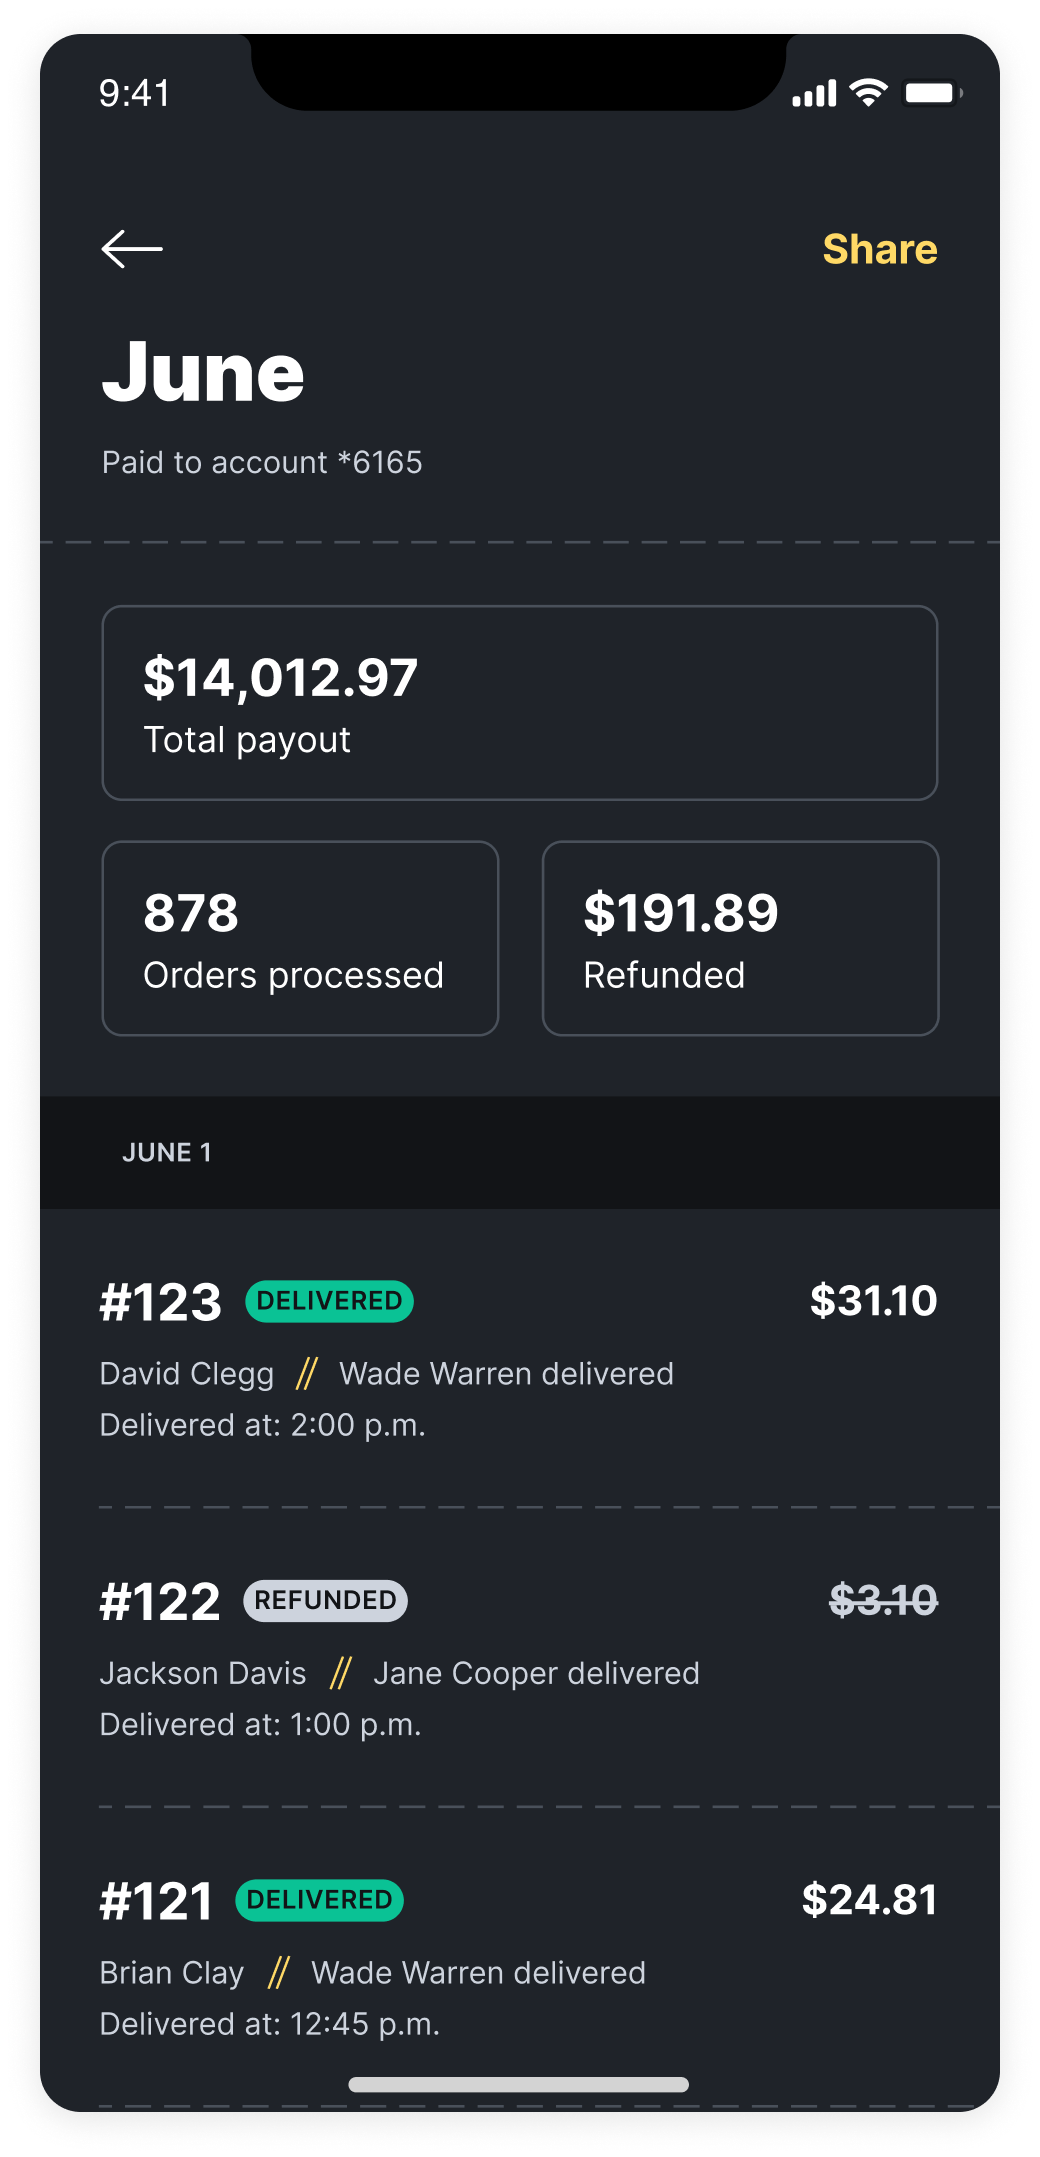 9:41
Share
June
Paid to account *6165
$14,012.97
Total payout
878
Orders processed
$191.89
Refunded
JUNE 1
#123 DELIVERED $31.10
David Clegg // Wade Warren delivered
Delivered at: 2:00 p.m.
#122 REFUNDED $3.10
Jackson Davis // Jane Cooper delivered
Delivered at: 1:00 p.m.
#121 DELIVERED $24.81
Brian Clay // Wade Warren delivered
Delivered at: 12:45 p.m.